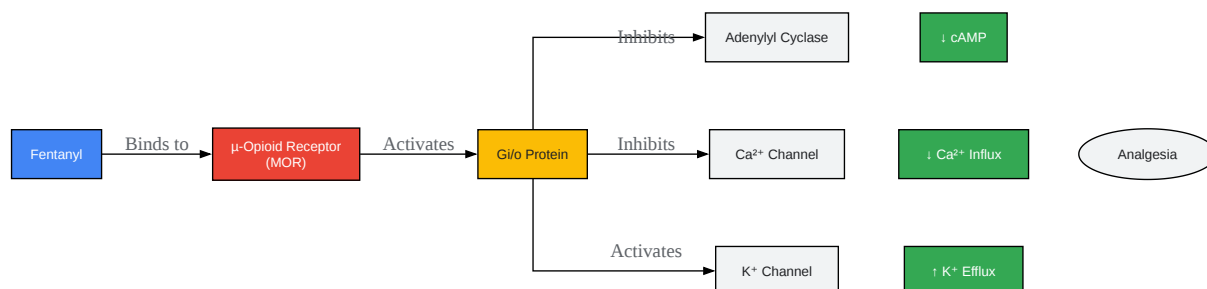 Inhibits
Adenylyl Cyclase
↓ cAMP
Fentanyl
Binds to
µ-Opioid Receptor
(MOR)
Activates
Gi/o Protein
Inhibits
Ca²⁺ Channel
↓ Ca²⁺ Influx
Analgesia
Activates
K⁺ Channel
↑ K⁺ Efflux